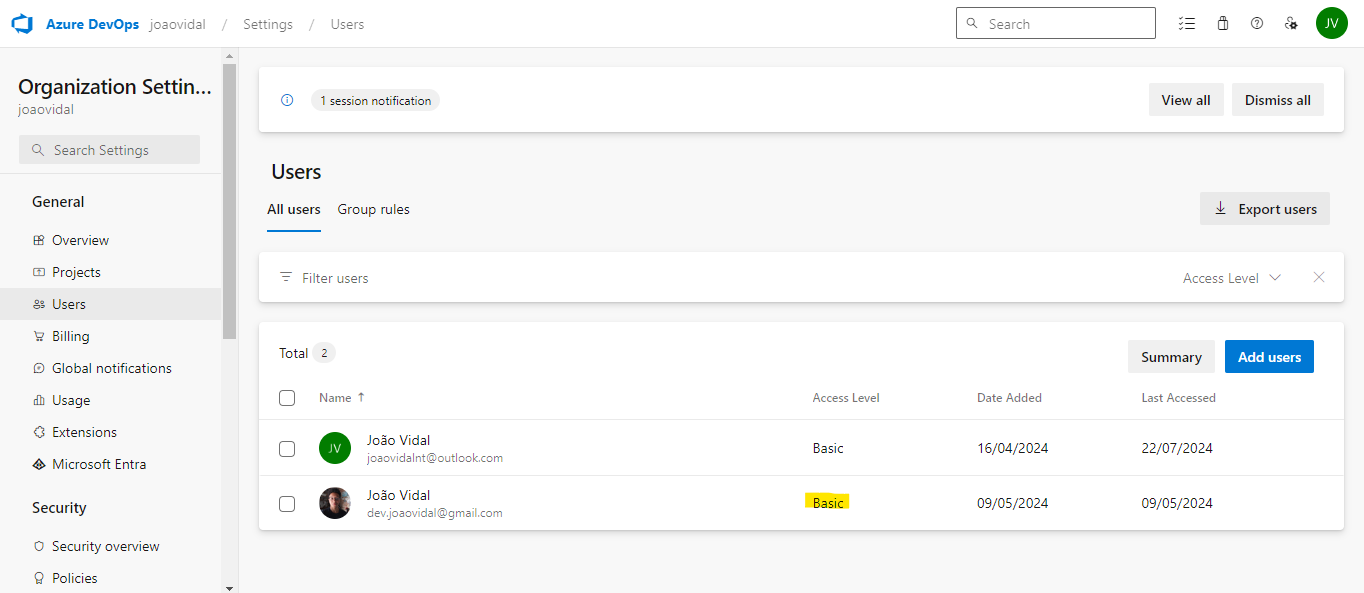 Azure DevOps joaovidal / Settings / Users
Search
JV
Organization Settin...
joaovidal
Search Settings
General
Overview
Projects
Users
Billing
Global notifications
Usage
Extensions
Microsoft Entra
Security
Security overview
Policies
1 session notification
View all
Dismiss all
Users
All users
Group rules
Export users
Filter users
Access Level
Total 2
Summary
Add users
Name ↑ Access Level Date Added Last Accessed
JV João Vidal Basic 16/04/2024 22/07/2024
joaovidalnt@outlook.com
João Vidal Basic 09/05/2024 09/05/2024
dev.joaovidal@gmail.com